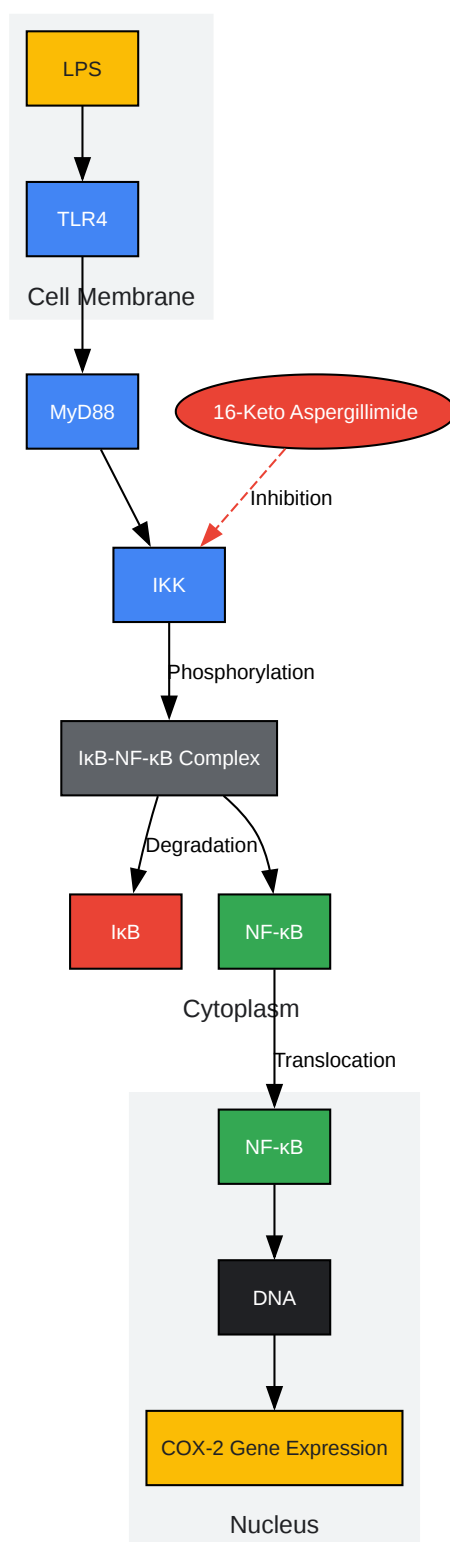 LPS
TLR4
Cell Membrane
MyD88
16-Keto Aspergillimide
Inhibition
IKK
Phosphorylation
IκB-NF-κB Complex
Degradation
IκB
NF-κB
Cytoplasm
Translocation
NF-κB
DNA
COX-2 Gene Expression
Nucleus